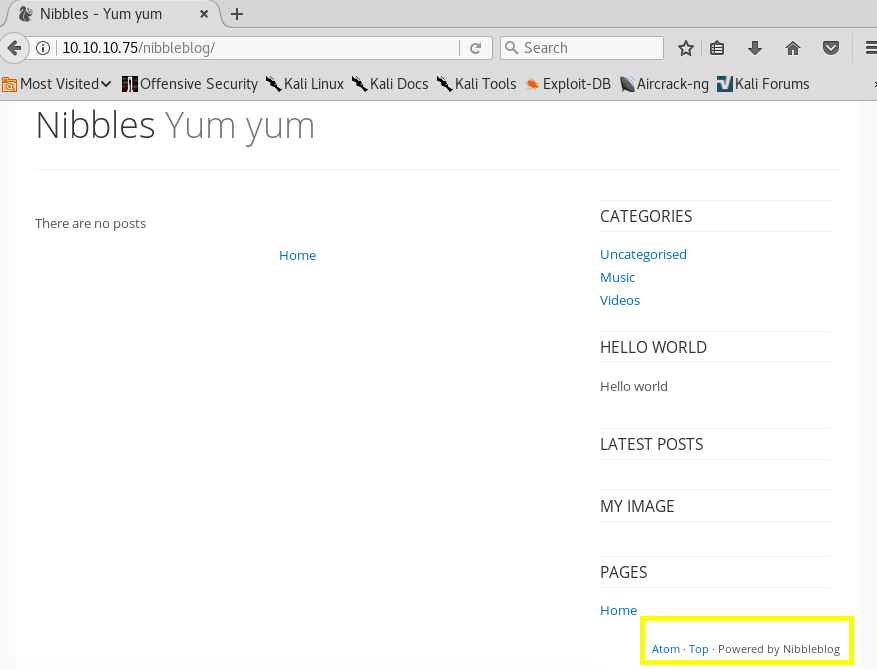 Nibbles - Yum yum
10.10.10.75/nibbleblog/
Search
Most Visited
Offensive Security
Kali Linux
Kali Docs
Kali Tools
Exploit-DB
Aircrack-ng
Kali Forums
Nibbles Yum yum
There are no posts
Home
CATEGORIES
Uncategorised
Music
Videos
HELLO WORLD
Hello world
LATEST POSTS
MY IMAGE
PAGES
Home
Atom · Top · Powered by Nibbleblog